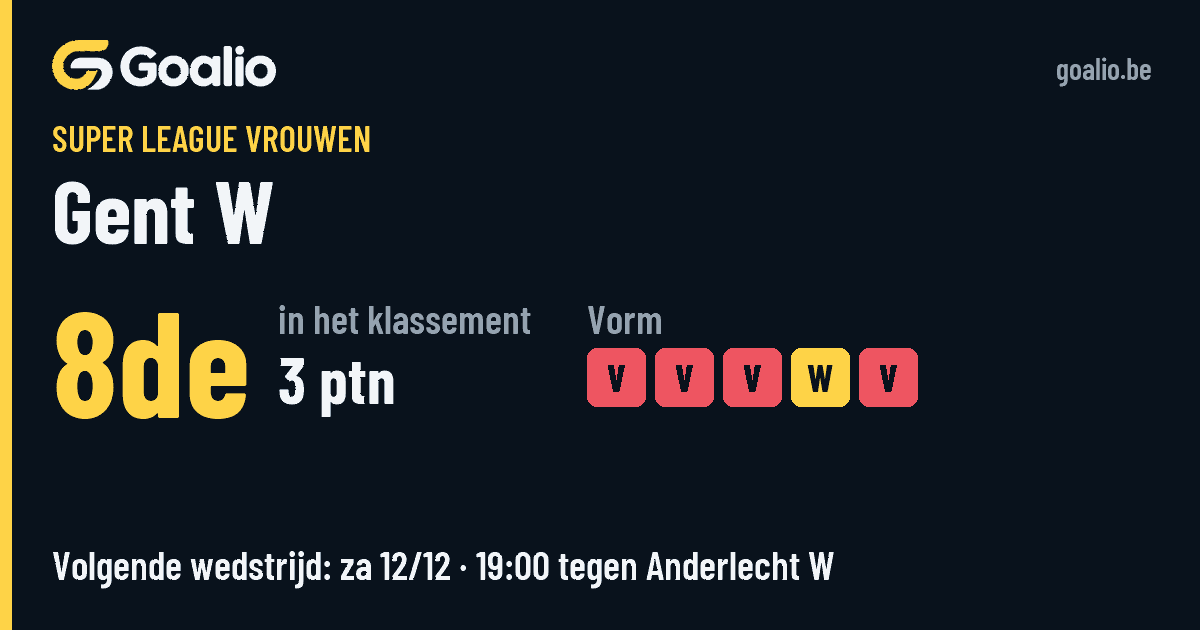 Goalio
goalio.be
SUPER LEAGUE VROUWEN
Gent W
8de
in het klassement
3 ptn
Vorm
V V V W V
Volgende wedstrijd: za 12/12 · 19:00 tegen Anderlecht W